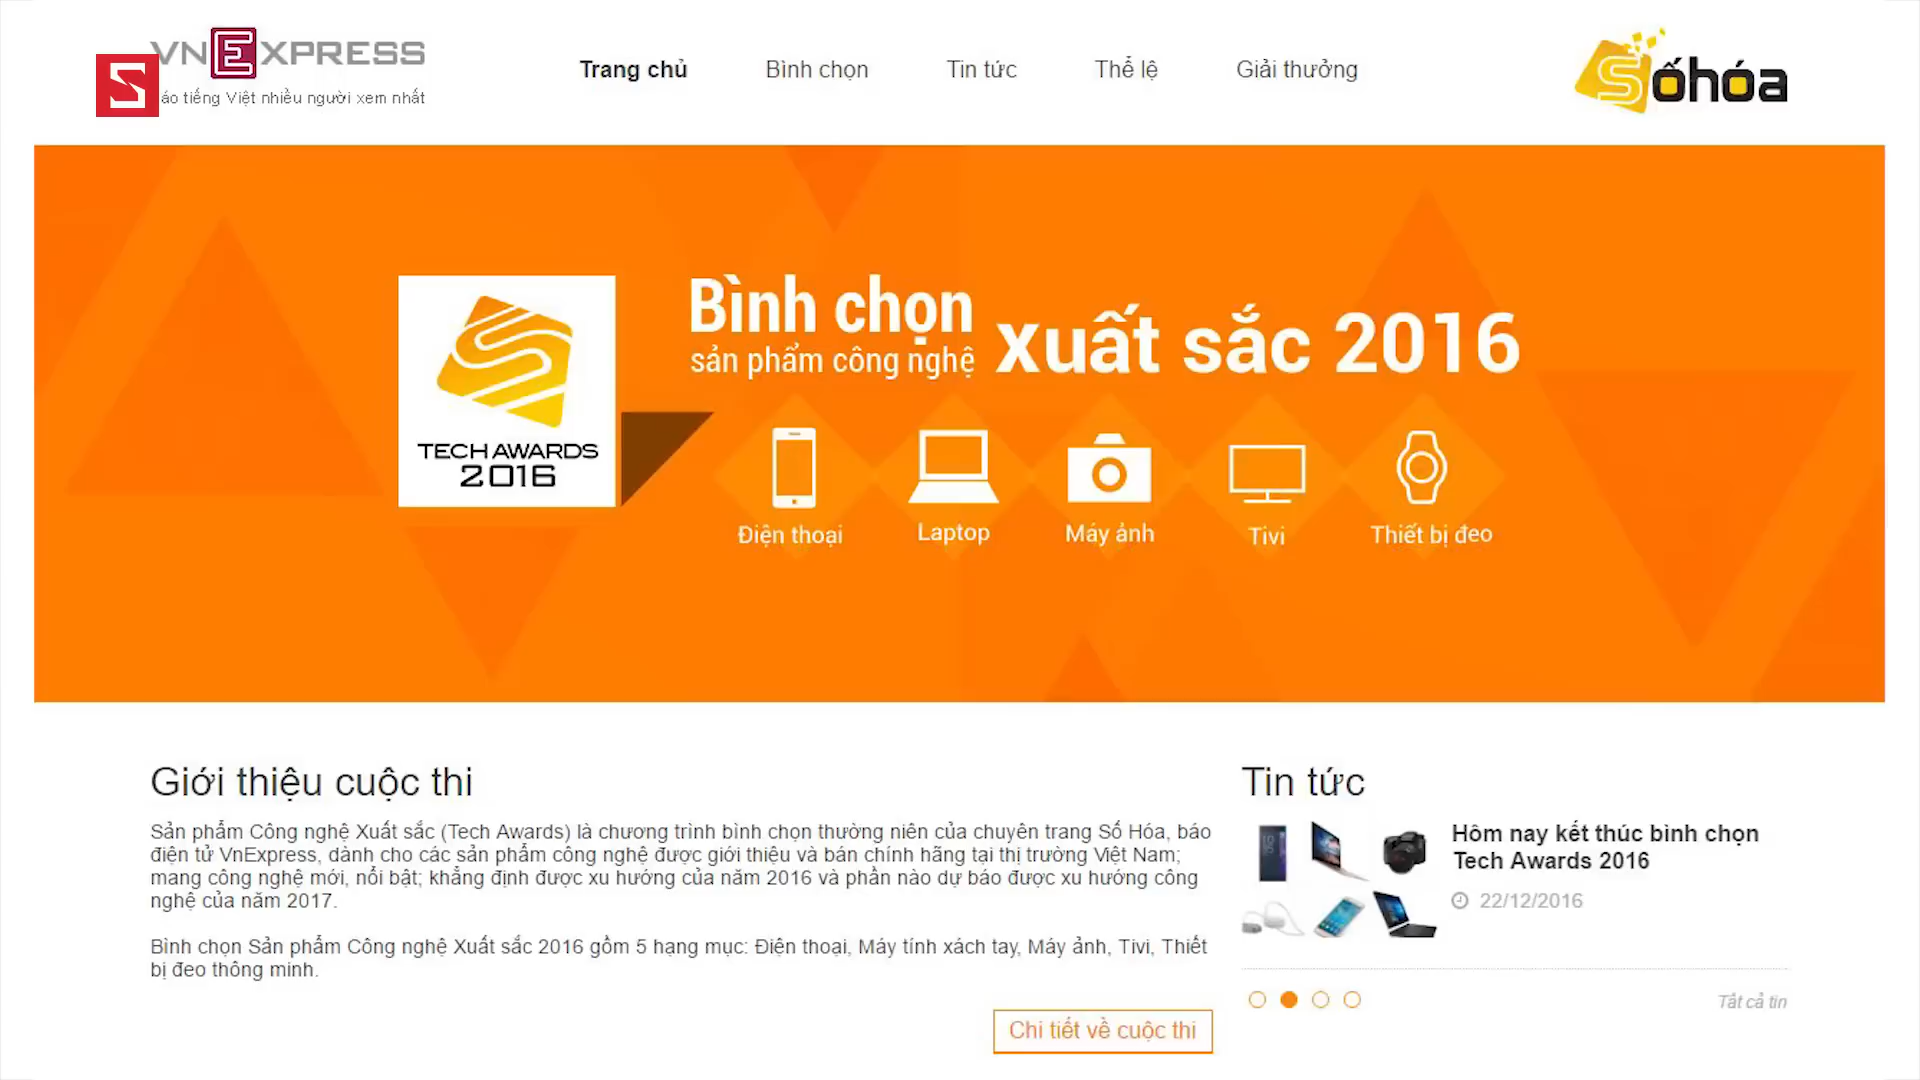 VNEXPRESS
áo tiếng Việt nhiều người xem nhất
Trang chủ
Bình chọn
Tin tức
Thể lệ
Giải thưởng
Sốhóa
Bình chọn
sản phẩm công nghệ
xuất sắc 2016
TECH AWARDS
2016
Điện thoại
Laptop
Máy ảnh
Tivi
Thiết bị đeo
Giới thiệu cuộc thi
Sản phẩm Công nghệ Xuất sắc (Tech Awards) là chương trình bình chọn thường niên của chuyên trang Số Hóa, báo
điện tử VnExpress, dành cho các sản phẩm công nghệ được giới thiệu và bán chính hãng tại thị trường Việt Nam;
mang công nghệ mới, nổi bật; khẳng định được xu hướng của năm 2016 và phần nào dự báo được xu hướng công
nghệ của năm 2017.
Bình chọn Sản phẩm Công nghệ Xuất sắc 2016 gồm 5 hạng mục: Điện thoại, Máy tính xách tay, Máy ảnh, Tivi, Thiết
bị đeo thông minh.
Chi tiết về cuộc thi
Tin tức
Hôm nay kết thúc bình chọn
Tech Awards 2016
22/12/2016
Tất cả tin